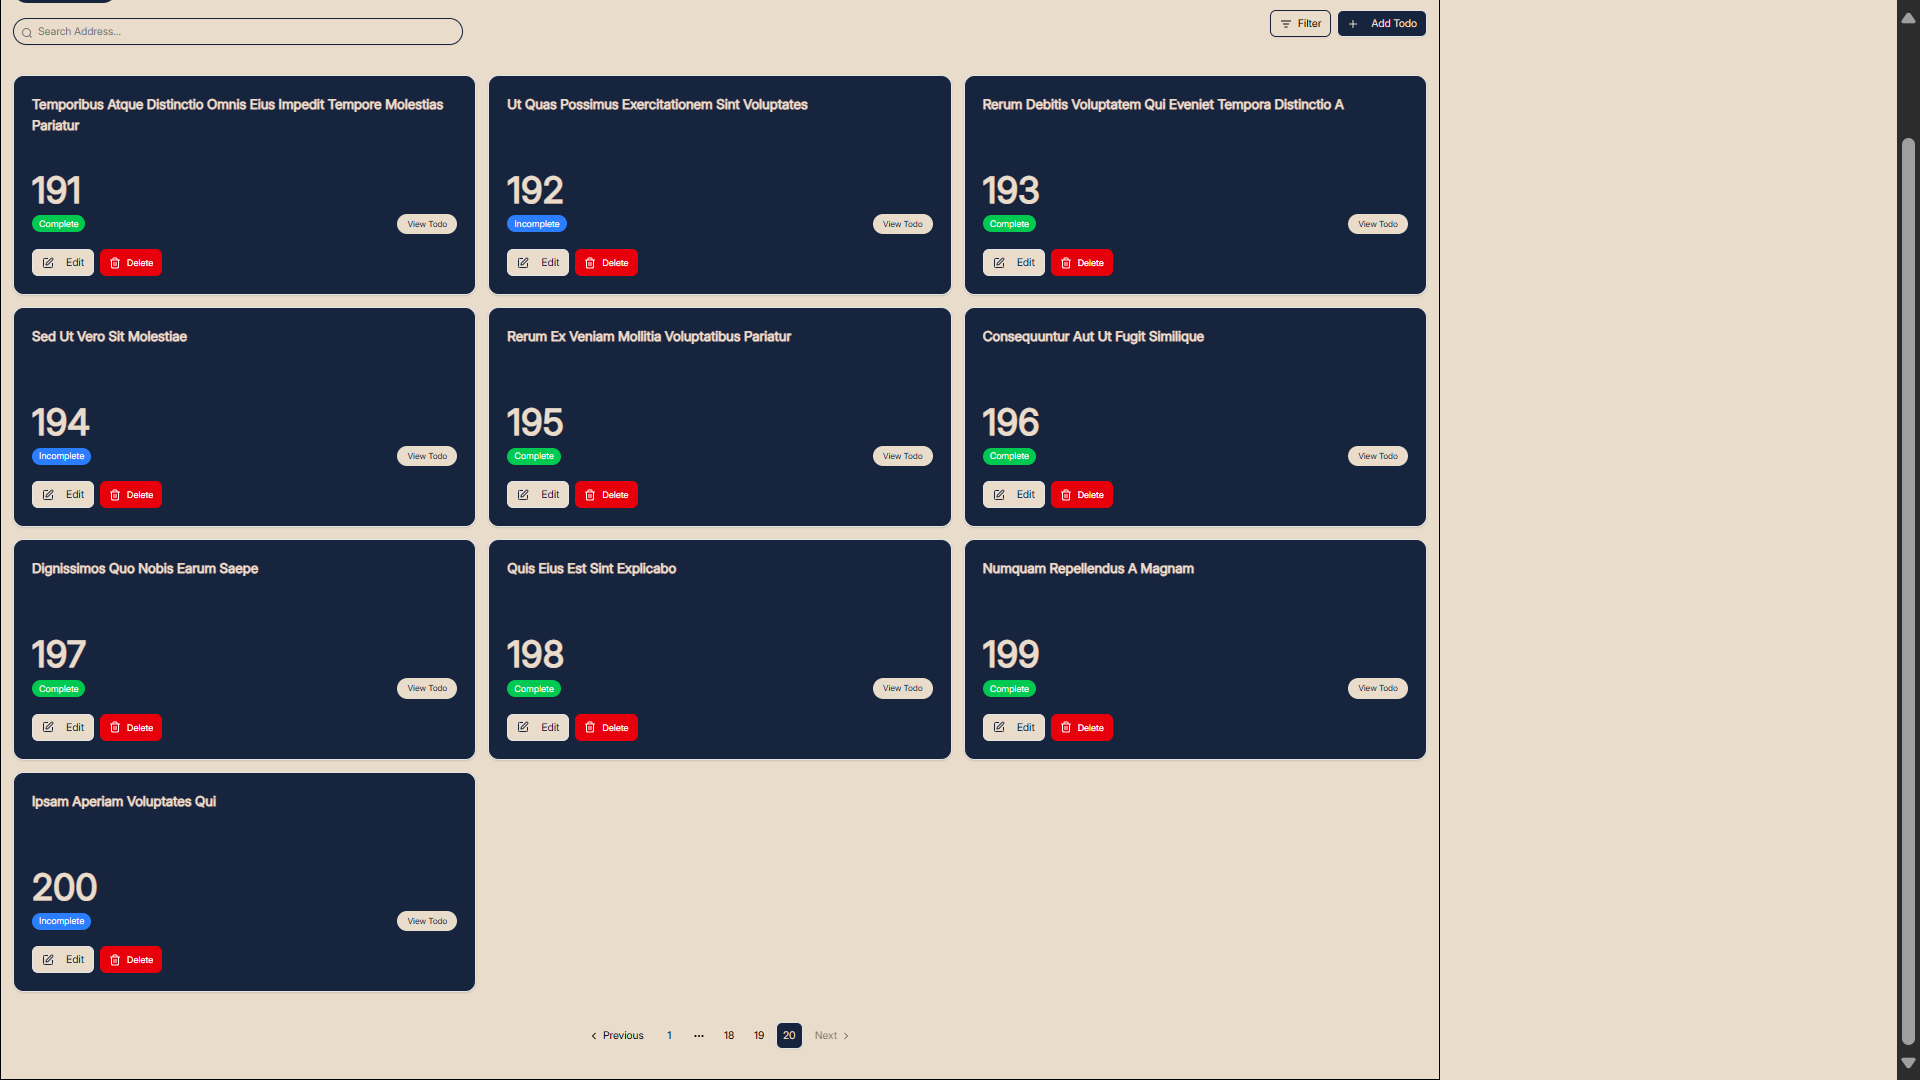 Search Address...
Filter
Add Todo
Temporibus Atque Distinctio Omnis Eius Impedit Tempore Molestias
Pariatur
191
Complete
View Todo
Edit
Delete
Ut Quas Possimus Exercitationem Sint Voluptates
192
Incomplete
View Todo
Edit
Delete
Rerum Debitis Voluptatem Qui Eveniet Tempora Distinctio A
193
Complete
View Todo
Edit
Delete
Sed Ut Vero Sit Molestiae
194
Incomplete
View Todo
Edit
Delete
Rerum Ex Veniam Mollitia Voluptatibus Pariatur
195
Complete
View Todo
Edit
Delete
Consequuntur Aut Ut Fugit Similique
196
Complete
View Todo
Edit
Delete
Dignissimos Quo Nobis Earum Saepe
197
Complete
View Todo
Edit
Delete
Quis Eius Est Sint Explicabo
198
Complete
View Todo
Edit
Delete
Numquam Repellendus A Magnam
199
Complete
View Todo
Edit
Delete
Ipsam Aperiam Voluptates Qui
200
Incomplete
View Todo
Edit
Delete
Previous 1 ••• 18 19 20 Next